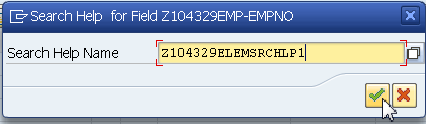 Search Help for Field Z104329EMP-EMPNO
Search Help Name Z104329ELEMSRCHLP1